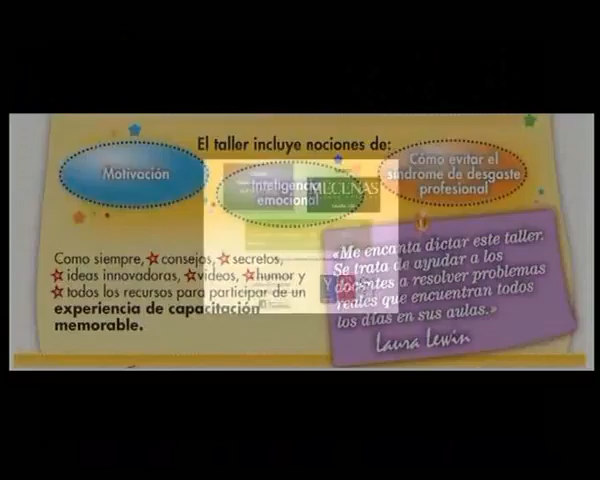 El taller incluye nociones de:
Motivación
Inteligencia
emocional
MECENAS
Cómo evitar el
síndrome de desgaste
profesional
Como siempre, consejos, secretos,
ideas innovadoras, videos, humor y
todos los recursos para participar de un
experiencia de capacitación
memorable.
«Me encanta dictar este taller.
Se trata de ayudar a los
docentes a resolver problemas
reales que encuentran todos
los días en sus aulas.»
Laura Lewin